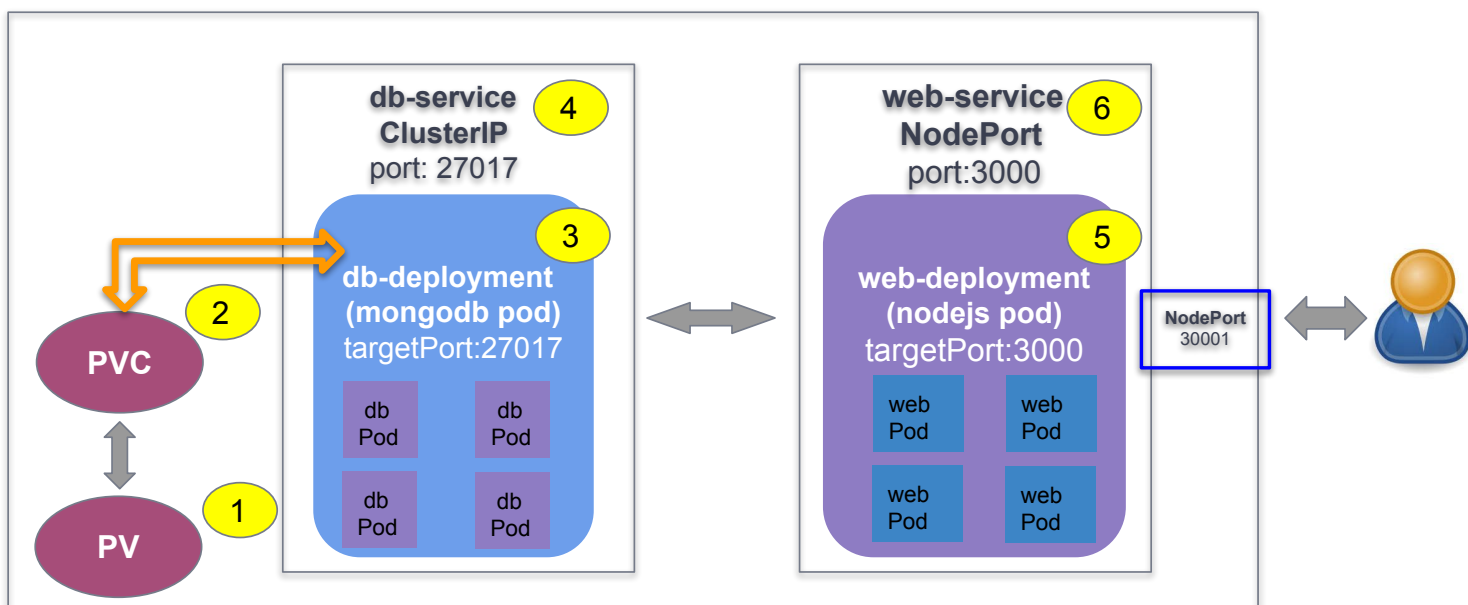 db-service
ClusterIP
port: 27017
4
3
db-deployment
(mongodb pod)
targetPort:27017
db
Pod
db
Pod
db
Pod
db
Pod
2
PVC
1
PV
web-service
NodePort
port:3000
6
5
web-deployment
(nodejs pod)
targetPort:3000
web
Pod
web
Pod
web
Pod
web
Pod
NodePort
30001